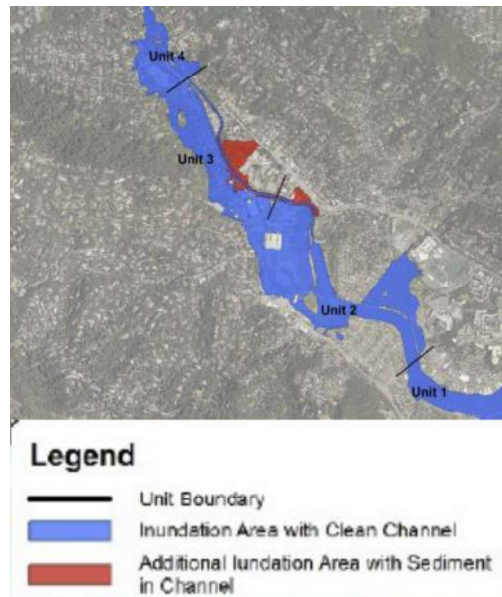 Unit 4
Unit 3
Unit 2
Unit 1
Legend
Unit Boundary
Inundation Area with Clean Channel
Additional Iundation Area with Sediment
in Channel